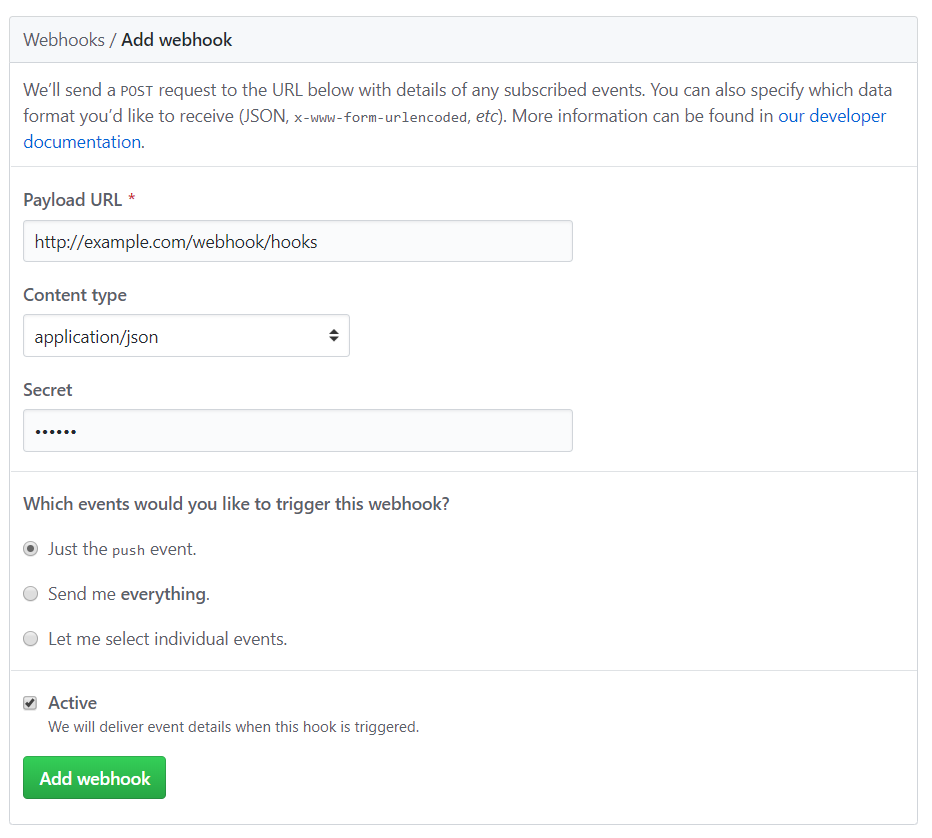 Webhooks / Add webhook
We’ll send a POST request to the URL below with details of any subscribed events. You can also specify which data
format you’d like to receive (JSON, x-www-form-urlencoded, etc). More information can be found in our developer
documentation.
Payload URL *
http://example.com/webhook/hooks
Content type
application/json
Secret
••••••
Which events would you like to trigger this webhook?
Just the push event.
Send me everything.
Let me select individual events.
Active
We will deliver event details when this hook is triggered.
Add webhook